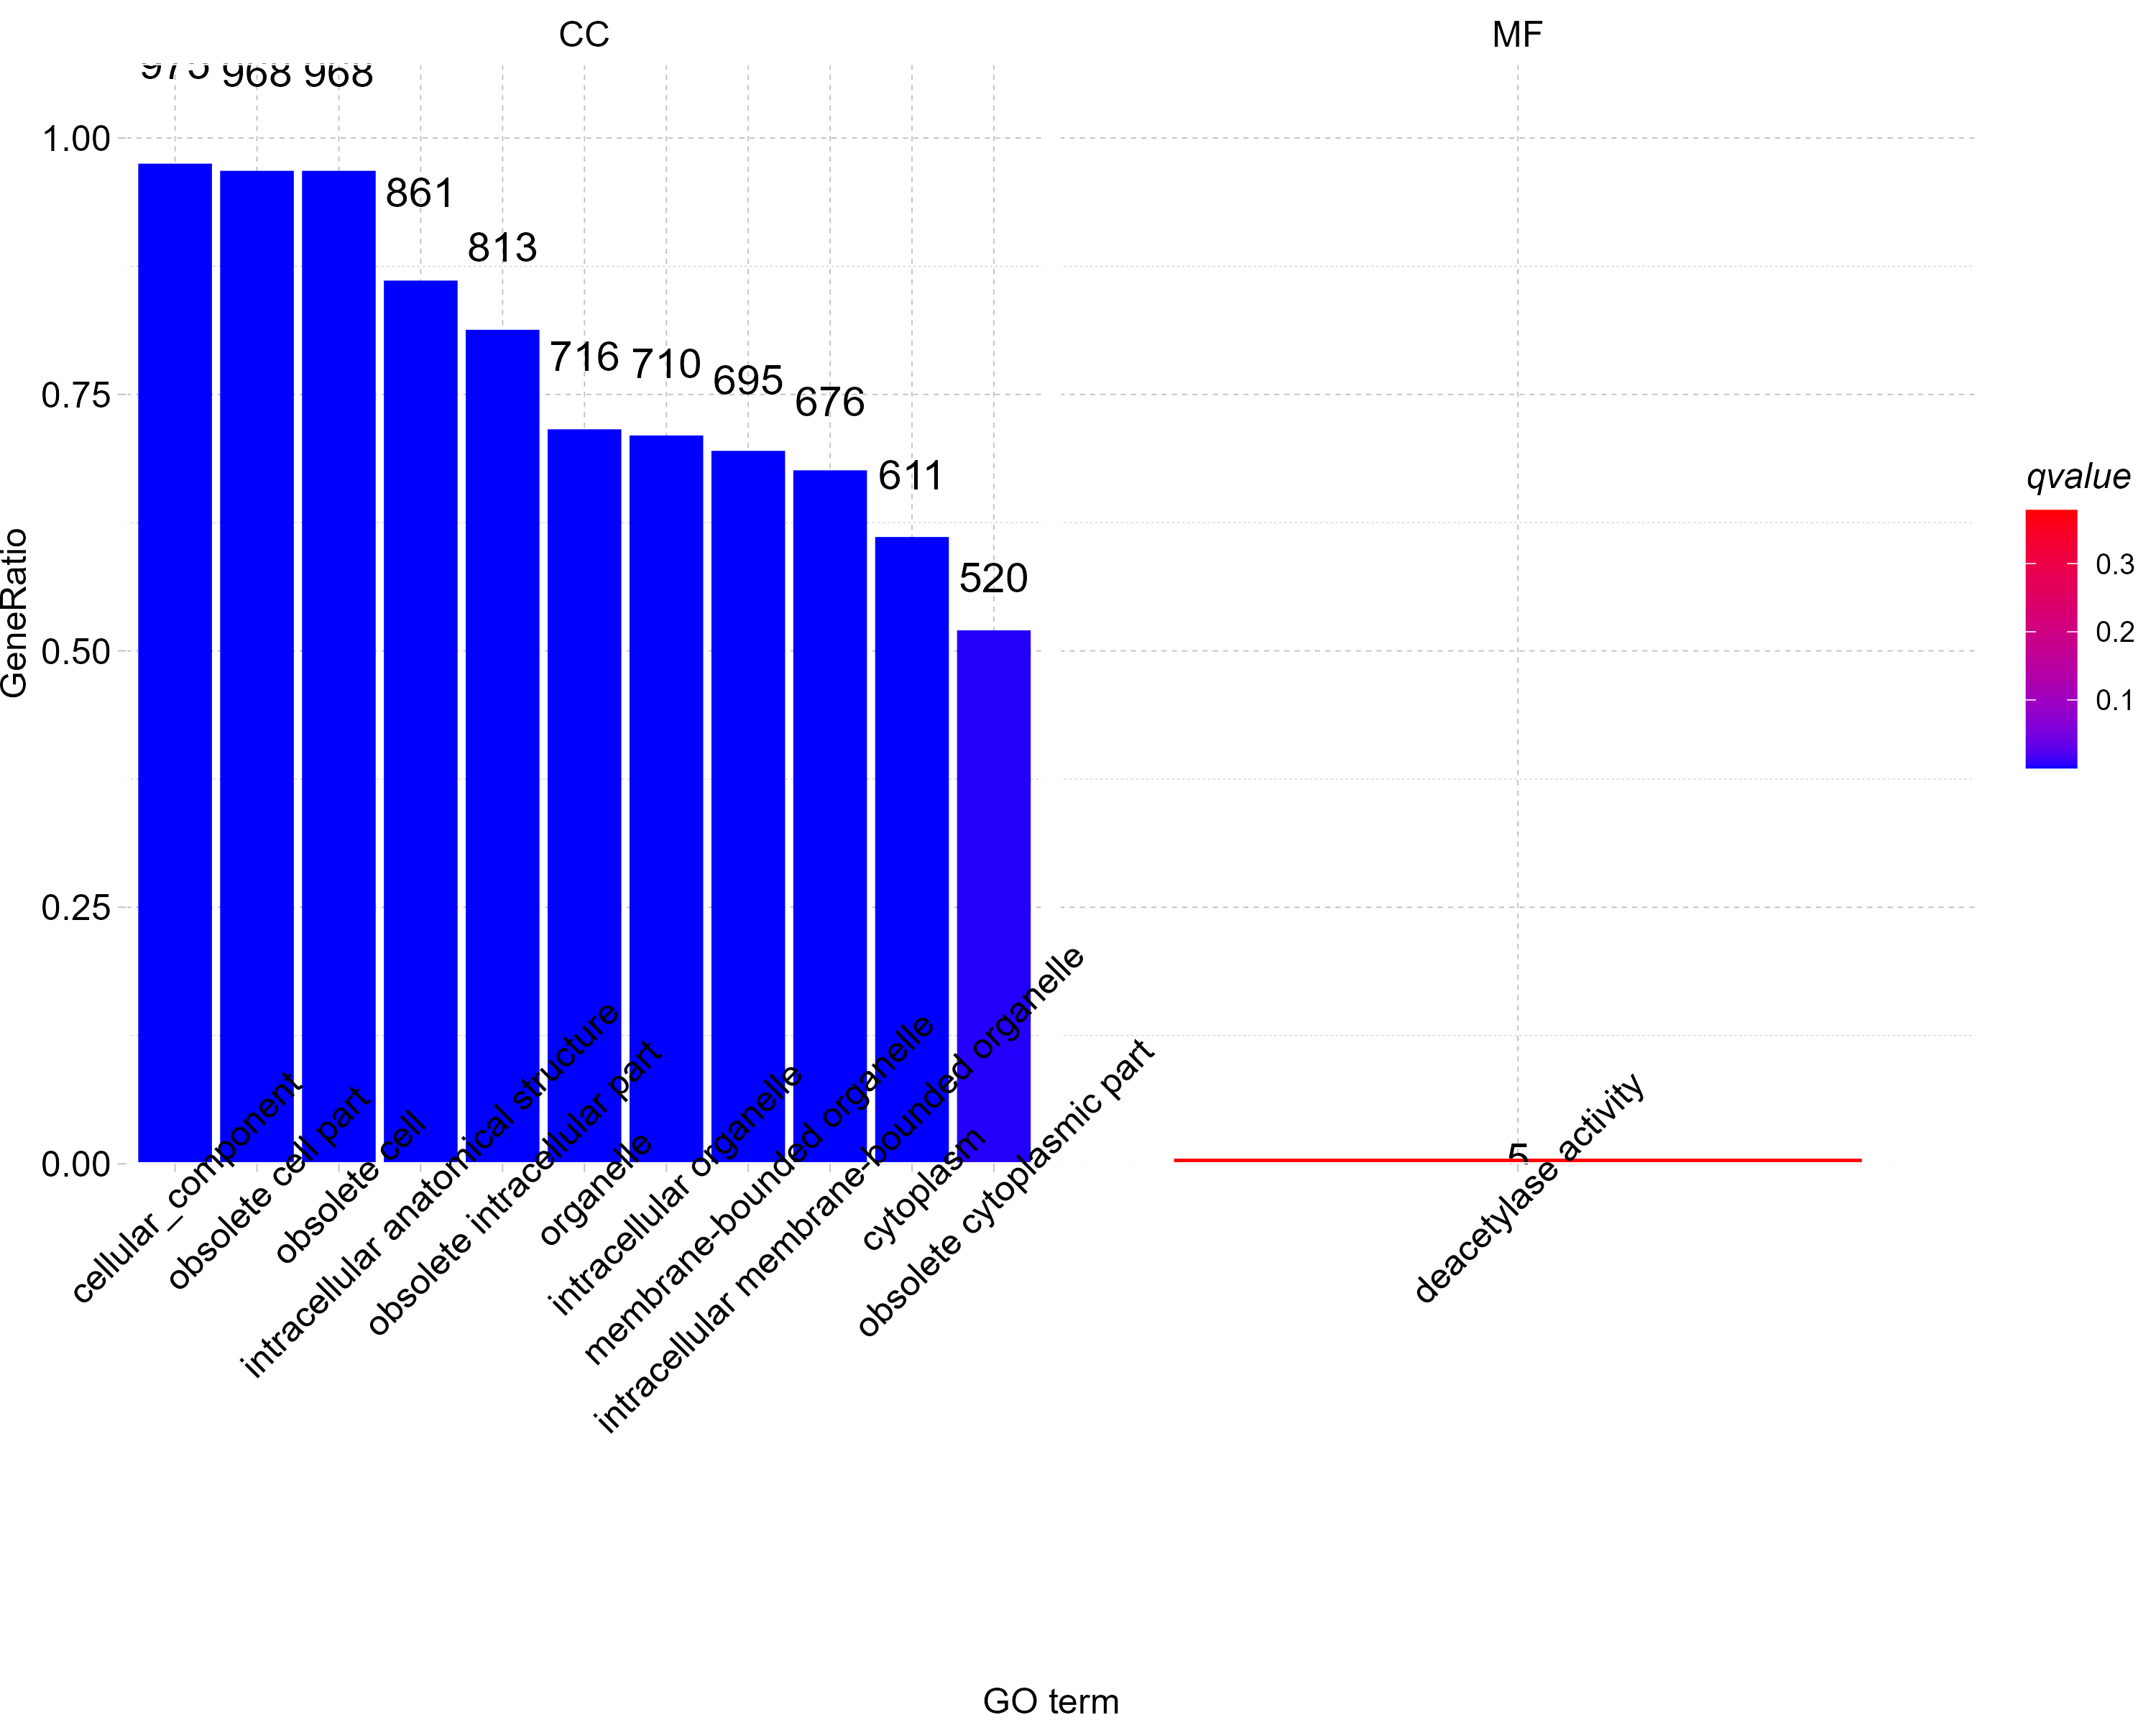 CC
MF
975 968 968
861
813
716 710 695 676
611
520
5
GeneRatio
1.00
0.75
0.50
0.25
0.00
qvalue
0.3
0.2
0.1
cellular_component
obsolete cell part
obsolete cell
intracellular anatomical structure
obsolete intracellular part
organelle
intracellular organelle
membrane-bounded organelle
intracellular membrane-bounded organelle
cytoplasm
obsolete cytoplasmic part
deacetylase activity
GO term